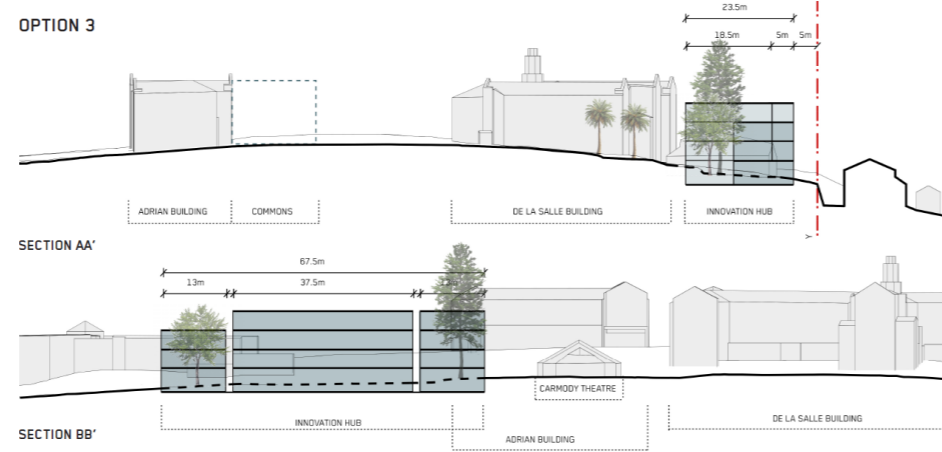 OPTION 3
23.5m
18.5m
5m
5m
ADRIAN BUILDING
COMMONS
DE LA SALLE BUILDING
INNOVATION HUB
SECTION AA'
67.5m
13m
37.5m
CARMODY THEATRE
INNOVATION HUB
ADRIAN BUILDING
DE LA SALLE BUILDING
SECTION BB'